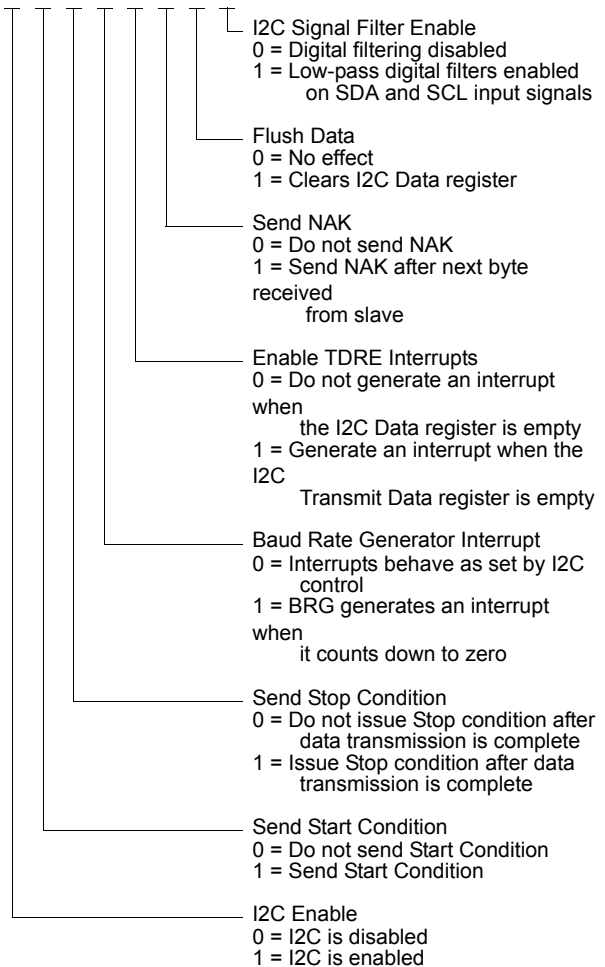 I2C Signal Filter Enable
0 = Digital filtering disabled
1 = Low-pass digital filters enabled
on SDA and SCL input signals
Flush Data
0 = No effect
1 = Clears I2C Data register
Send NAK
0 = Do not send NAK
1 = Send NAK after next byte
received
from slave
Enable TDRE Interrupts
0 = Do not generate an interrupt
when
the I2C Data register is empty
1 = Generate an interrupt when the
I2C
Transmit Data register is empty
Baud Rate Generator Interrupt
0 = Interrupts behave as set by I2C
control
1 = BRG generates an interrupt
when
it counts down to zero
Send Stop Condition
0 = Do not issue Stop condition after
data transmission is complete
1 = Issue Stop condition after data
transmission is complete
Send Start Condition
0 = Do not send Start Condition
1 = Send Start Condition
I2C Enable
0 = I2C is disabled
1 = I2C is enabled